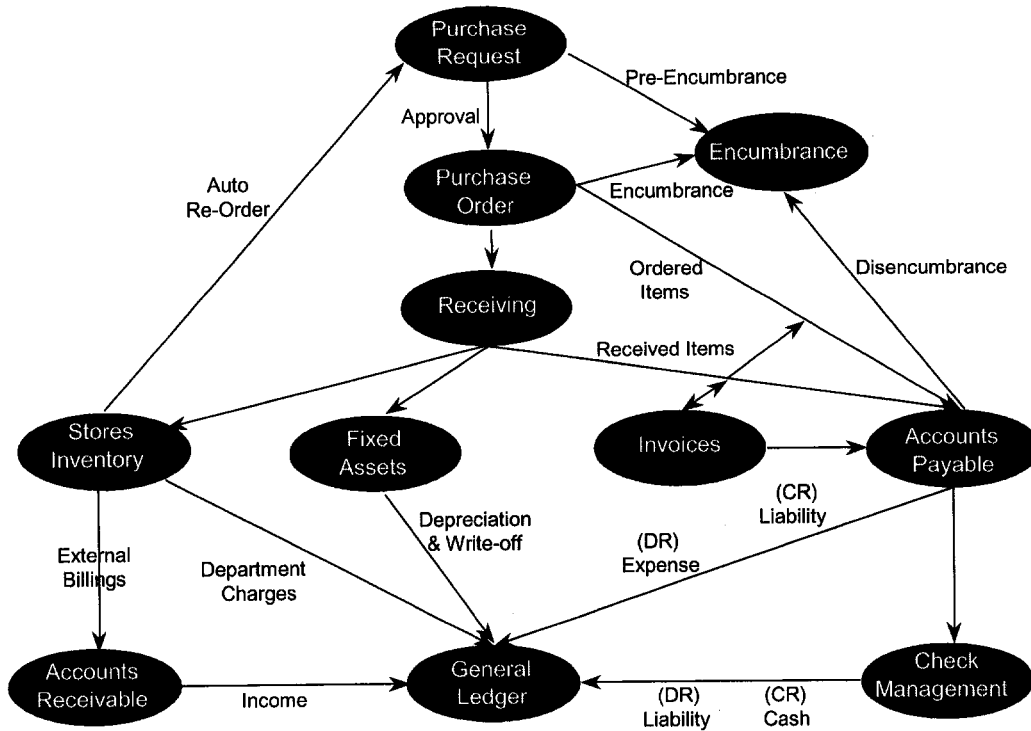 Purchase
Request
Pre-Encumbrance
Approval
Encumbrance
Purchase
Order
Encumbrance
Auto
Re-Order
Ordered
Items
Disencumbrance
Receiving
Received Items
Stores
Inventory
Fixed
Assets
Invoices
Accounts
Payable
(CR)
Liability
Depreciation
& Write-off
(DR)
Expense
External
Billings
Department
Charges
Accounts
Receivable
Income
General
Ledger
(DR)
Liability
(CR)
Cash
Check
Management